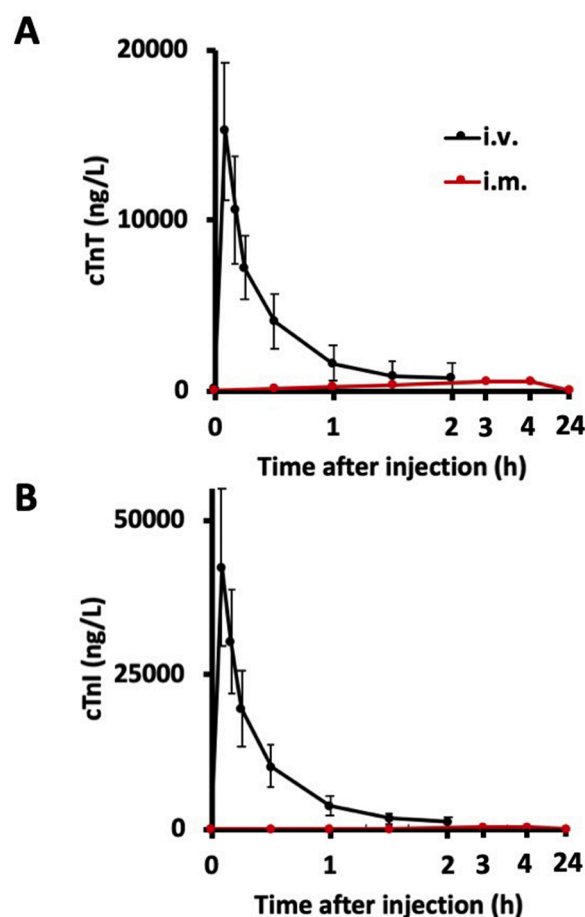 A
20000
10000
0
cTnT (ng/L)
i.v.
i.m.
0 1 2 3 4 24
Time after injection (h)
B
50000
25000
0
cTnI (ng/L)
0 1 2 3 4 24
Time after injection (h)